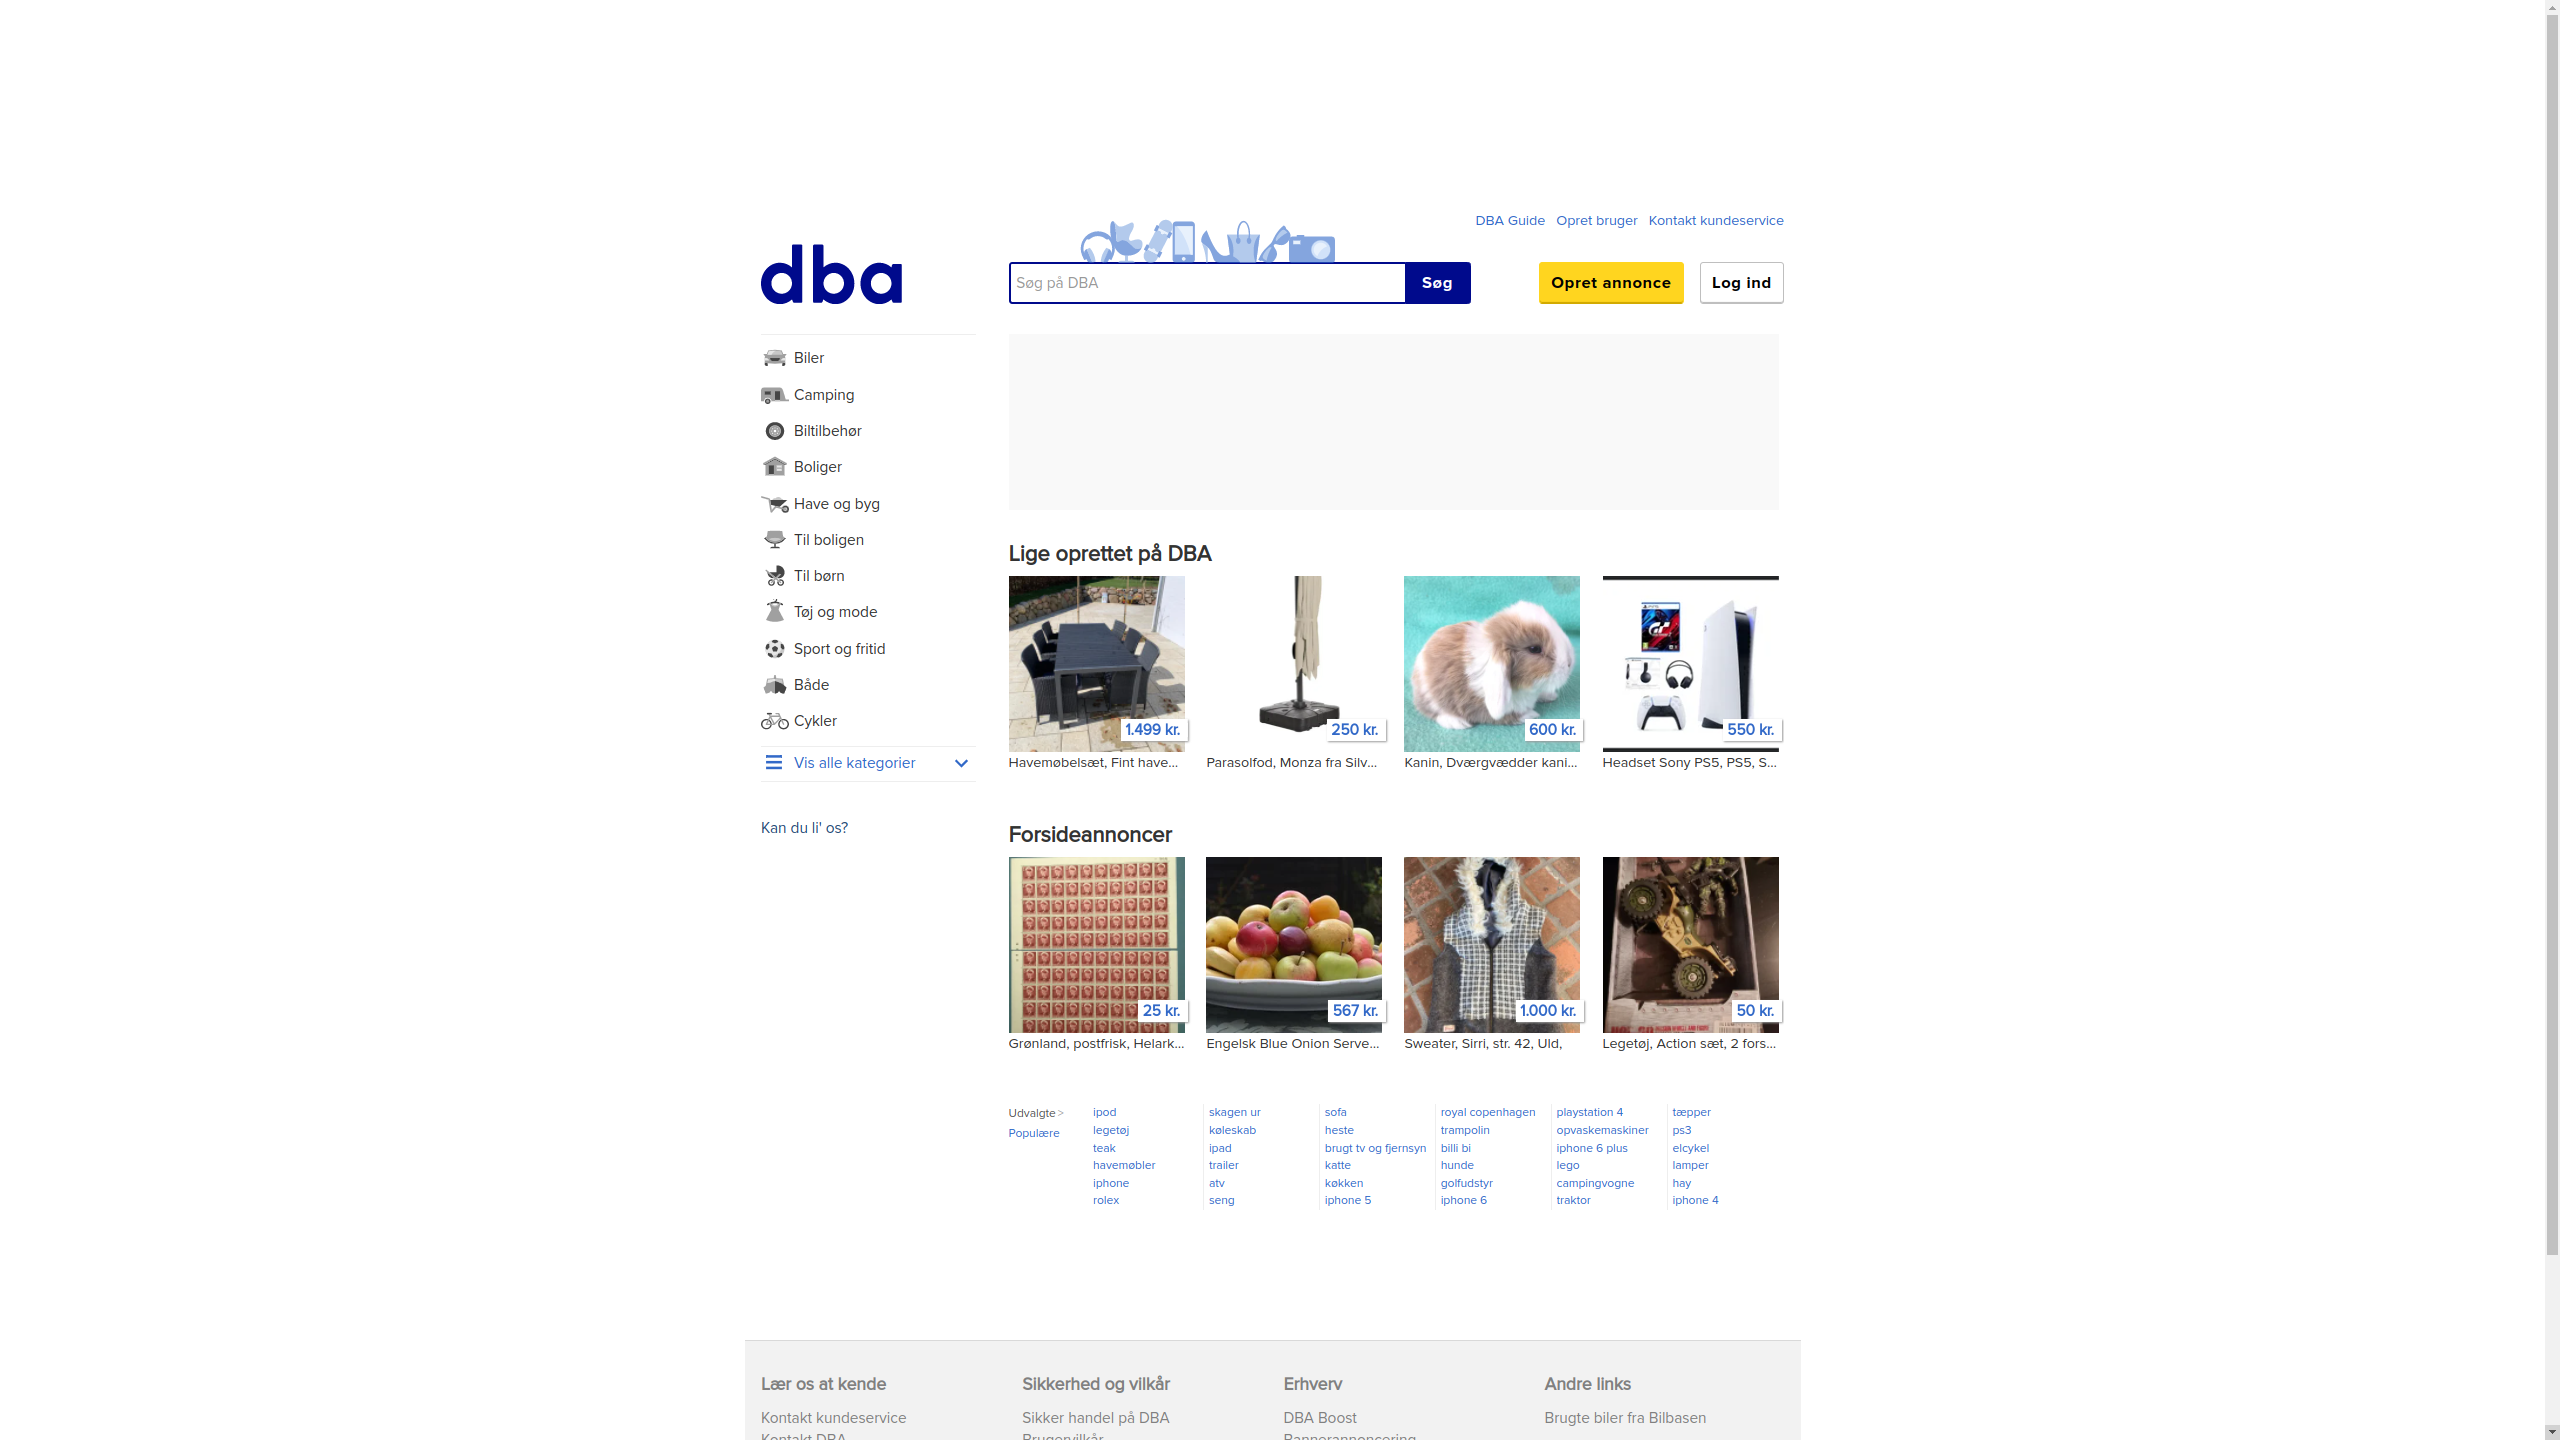 DBA Guide Opret bruger Kontakt kundeservice
dba
Søg på DBA
Søg
Opret annonce
Log ind
Biler
Camping
Biltilbehør
Boliger
Have og byg
Til boligen
Til børn
Tøj og mode
Sport og fritid
Både
Cykler
Vis alle kategorier
Kan du li' os?
Lige oprettet på DBA
1.499 kr.
250 kr.
600 kr.
550 kr.
Havemøbelsæt, Fint have...
Parasolfod, Monza fra Silv...
Kanin, Dværgvædder kani...
Headset Sony PS5, PS5, S...
Forsideannoncer
25 kr.
567 kr.
1.000 kr.
50 kr.
Grønland, postfrisk, Helark...
Engelsk Blue Onion Serve...
Sweater, Sirri, str. 42, Uld,
Legetøj, Action sæt, 2 fors...
Udvalgte >
Populære
ipod
legetøj
teak
havemøbler
iphone
rolex
skagen ur
køleskab
ipad
trailer
atv
seng
sofa
heste
brugt tv og fjernsyn
katte
køkken
iphone 5
royal copenhagen
trampolin
billi bi
hunde
golfudstyr
iphone 6
playstation 4
opvaskemaskiner
iphone 6 plus
lego
campingvogne
traktor
tæpper
ps3
elcykel
lamper
hay
iphone 4
Lær os at kende
Kontakt kundeservice
Kontakt DBA
Sikkerhed og vilkår
Sikker handel på DBA
Brugervilkår
Erhverv
DBA Boost
Bannerannoncering
Andre links
Brugte biler fra Bilbasen